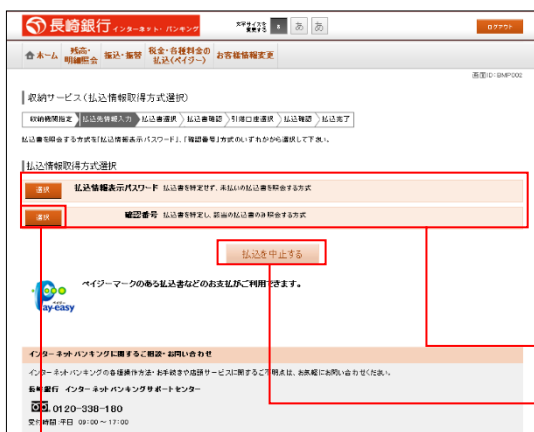 長崎銀行 インターネット・バンキング
文字サイズを変更する あ あ あ
ログアウト
ホーム 残高・明細照会 振込・振替 税金・各種料金の払込(ペイジー) お客様情報変更
画面ID:BMP002
収納サービス(払込情報取得方式選択)
収納機関指定 払込先情報入力 払込書選択 払込書確認 引落口座選択 払込確認 払込完了
払込書を照会する方式を「払込情報表示パスワード」、「確認番号」方式のいずれかから選択して下さい。
払込情報取得方式選択
選択 払込情報表示パスワード 払込書を特定せず、未払いの払込書を照会する方式
選択 確認番号 払込書を特定し、該当の払込書のみ照会する方式
払込を中止する
ペイジーマークのある払込書などのお支払がご利用できます。
Pay-easy
インターネットバンキングに関するご相談・お問い合わせ
インターネットバンキングの各種操作方法・お手続きや店頭サービスに関するご不明点は、お気軽にお問い合わせください。
長崎銀行 インターネットバンキングサポートセンター
0120-338-180
受付時間:平日 09:00～17:00